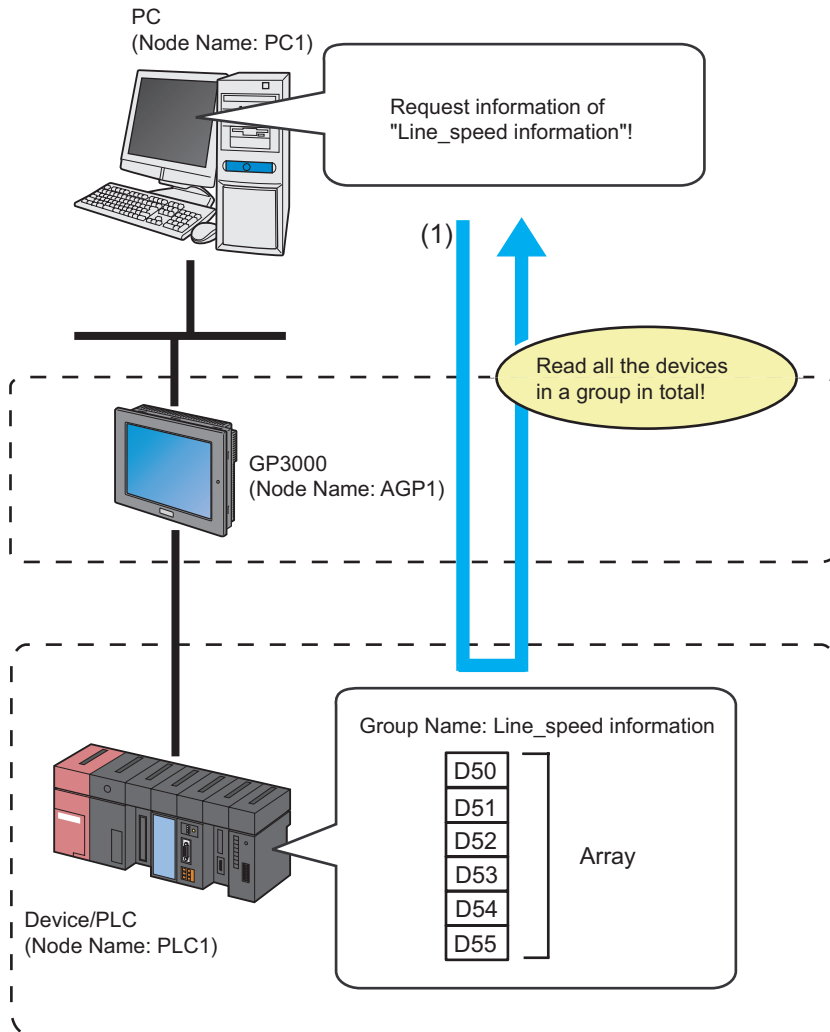 PC
(Node Name: PC1)
Request information of
"Line_speed information"!
(1)
Read all the devices
in a group in total!
GP3000
(Node Name: AGP1)
Group Name: Line_speed information
D50
D51
D52
D53
D54
D55
Array
Device/PLC
(Node Name: PLC1)